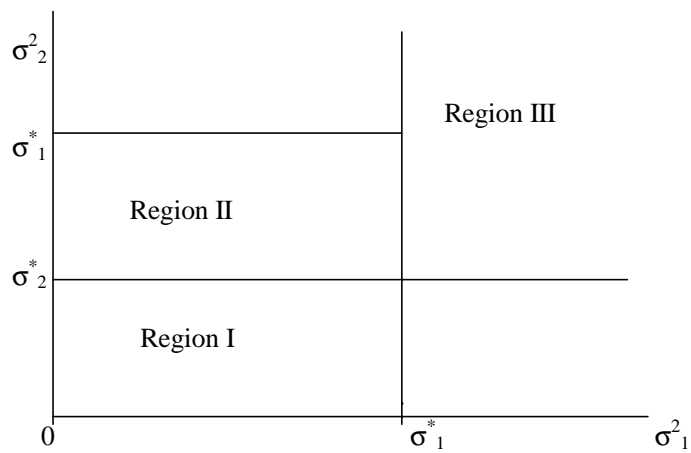 σ²₂
Region III
σ*₁
Region II
σ*₂
Region I
0
σ*₁
σ²₁